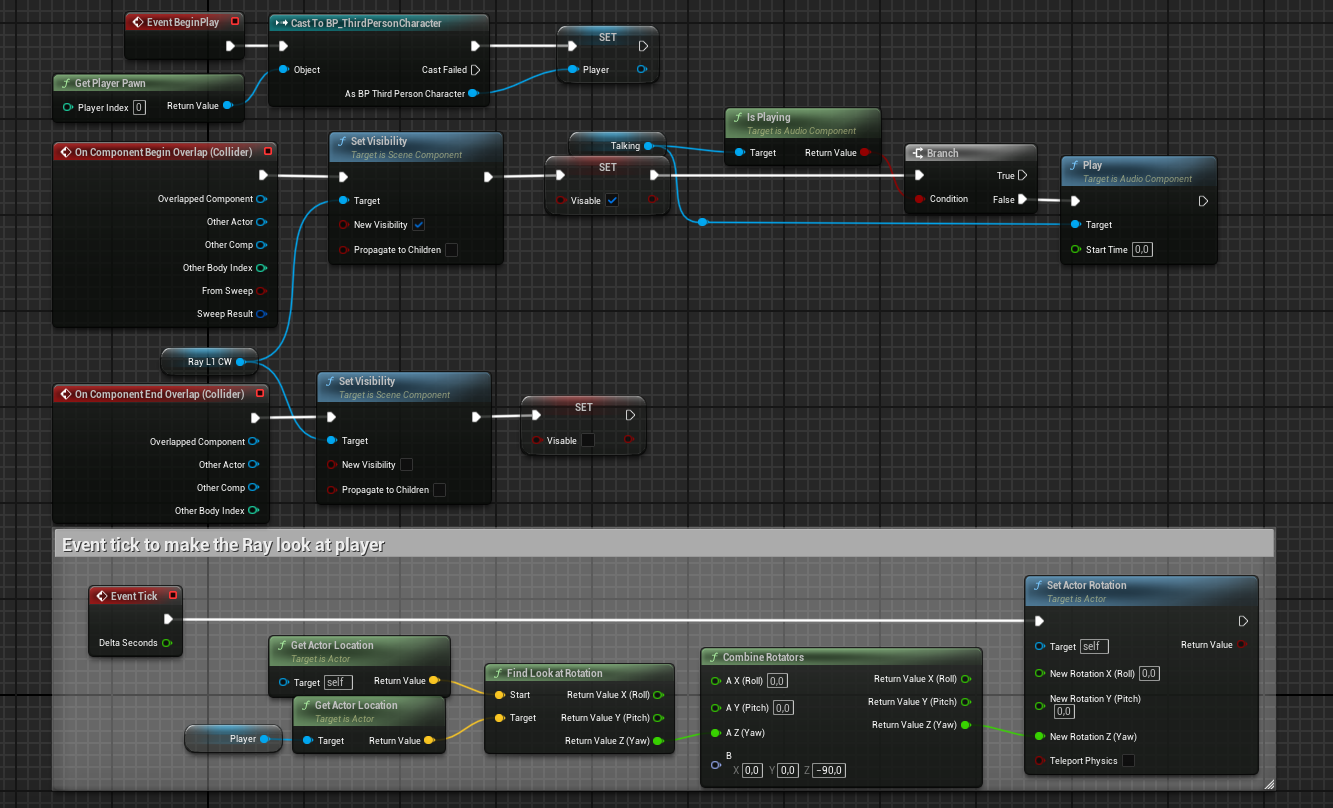 Event BeginPlay
Cast To BP_ThirdPersonCharacter
Object
Cast Failed
As BP Third Person Character
SET
Player
Get Player Pawn
Player Index 0
Return Value
On Component Begin Overlap (Collider)
Overlapped Component
Other Actor
Other Comp
Other Body Index
From Sweep
Sweep Result
Set Visibility
Target is Scene Component
Target
New Visibility
Propagate to Children
Talking
SET
Visable
Is Playing
Target is Audio Component
Target
Return Value
Branch
True
Condition
False
Play
Target is Audio Component
Target
Start Time 0,0
Ray L1 CW
On Component End Overlap (Collider)
Overlapped Component
Other Actor
Other Comp
Other Body Index
Set Visibility
Target is Scene Component
Target
New Visibility
Propagate to Children
SET
Visable
Event tick to make the Ray look at player
Event Tick
Delta Seconds
Get Actor Location
Target is Actor
Target self
Return Value
Player
Get Actor Location
Target is Actor
Target
Return Value
Find Look at Rotation
Start
Target
Return Value X (Roll)
Return Value Y (Pitch)
Return Value Z (Yaw)
Combine Rotators
A X (Roll) 0,0
A Y (Pitch) 0,0
A Z (Yaw)
B
X 0,0 Y 0,0 Z -90,0
Return Value X (Roll)
Return Value Y (Pitch)
Return Value Z (Yaw)
Set Actor Rotation
Target is Actor
Target self
Return Value
New Rotation X (Roll) 0,0
New Rotation Y (Pitch)
0,0
New Rotation Z (Yaw)
Teleport Physics